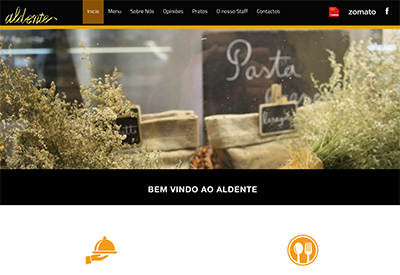 aldente
Início Menu Sobre Nós Opiniões Pratos O nosso Staff Contactos zomato f
Pasta
BEM VINDO AO ALDENTE